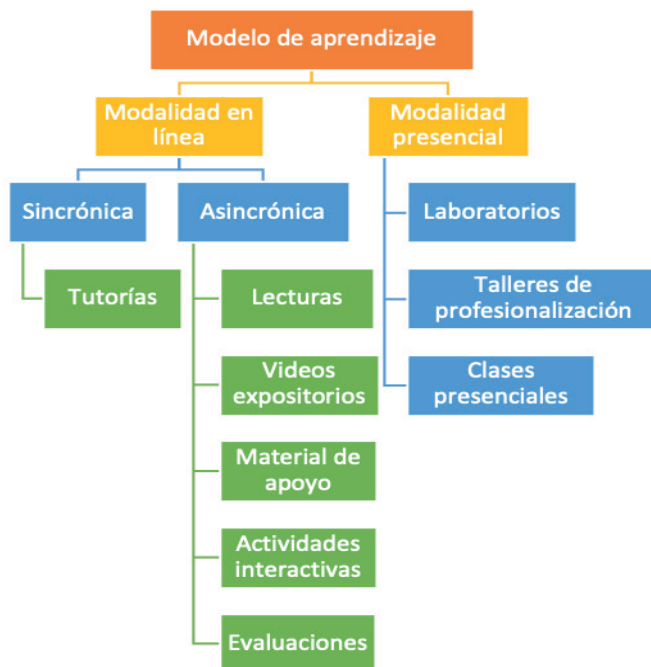 Modelo de aprendizaje
Modalidad en
línea
Modalidad
presencial
Sincrónica
Asincrónica
Laboratorios
Tutorías
Lecturas
Talleres de
profesionalización
Videos
expositorios
Clases
presenciales
Material de
apoyo
Actividades
interactivas
Evaluaciones